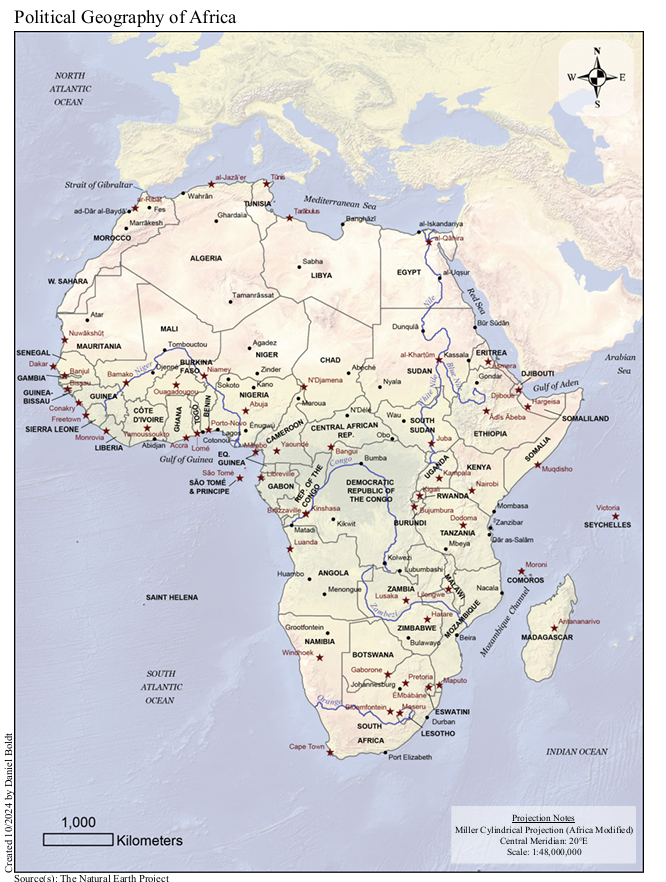 Political Geography of Africa
N
W
E
S
NORTH
ATLANTIC
OCEAN
Strait of Gibraltar
al-Jazā'er
Tūnis
ar-Ribāṭ
Wahrān
Mediterranean Sea
ad-Dār al-Bayḍā'
Fes
TUNISIA
Ṭarābulus
Banghāzī
al-Iskandariya
Marrākesh
Ghardaïa
al-Qāhira
MOROCCO
ALGERIA
Sabha
LIBYA
EGYPT
al-Uqsur
W. SAHARA
Tamanrāssat
Nile
Red Sea
Atar
Dunqulā
Būr Sūdān
Nuwākshūṭ
MALI
Arabian
Sea
MAURITANIA
Tombouctou
Agadez
NIGER
CHAD
al-Kharṭūm
Kassala
ERITREA
Asmera
SENEGAL
Dakar
Banjul
Niger
Djenné
BURKINA
FASO
Niamey
Zinder
Abéché
SUDAN
DJIBOUTI
GAMBIA
Bissau
Bamako
Sokoto
Kano
N'Djamena
Nyala
White Nile
Blue Nile
Gondar
Djibouti
Gulf of Aden
GUINEA-
BISSAU
GUINEA
Ouagadougou
NIGERIA
Maroua
Hargeisa
Conakry
Freetown
CÔTE
D'IVOIRE
GHANA
TOGO
BENIN
Abuja
N'Délé
Wau
SOUTH
SUDAN
Ādīs Ābeba
SOMALILAND
SIERRA LEONE
Monrovia
Yamoussoukro
Porto-Novo
Ẹnugwú
CAMEROON
CENTRAL AFRICAN
REP.
Obo
ETHIOPIA
LIBERIA
Abidjan
Accra
Lomé
Cotonou
Lagos
Malabo
Yaoundé
Bangui
Juba
SOMALIA
Gulf of Guinea
EQ.
GUINEA
Congo
Bumba
UGANDA
KENYA
Muqdisho
São Tomé
Libreville
Kampala
SÃO TOMÉ
& PRINCIPE
GABON
REP. OF THE
CONGO
DEMOCRATIC
REPUBLIC OF
THE CONGO
Kigali
RWANDA
Nairobi
Brazzaville
Kinshasa
Bujumbura
Mombasa
Victoria
SEYCHELLES
Matadi
Kikwit
BURUNDI
Dodoma
TANZANIA
Zanzibar
Dār as-Salām
Luanda
Mbeya
Kolwezi
Moroni
COMOROS
Huambo
ANGOLA
Lubumbashi
Menongue
ZAMBIA
Lusaka
Lilongwe
MALAWI
Nacala
SAINT HELENA
Zambezi
Harare
MOZAMBIQUE
Mozambique Channel
Antananarivo
MADAGASCAR
Grootfontein
ZIMBABWE
Beira
NAMIBIA
Bulawayo
Windhoek
BOTSWANA
SOUTH
ATLANTIC
OCEAN
Gaborone
Pretoria
Maputo
Johannesburg
ÉMbábáne
Orange
Bloemfontein
Maseru
ESWATINI
Durban
SOUTH
AFRICA
LESOTHO
Cape Town
Port Elizabeth
INDIAN OCEAN
1,000
Kilometers
Projection Notes
Miller Cylindrical Projection (Africa Modified)
Central Meridian: 20°E
Scale: 1:48,000,000
Created 10/2024 by Daniel Boldt
Source(s): The Natural Earth Project